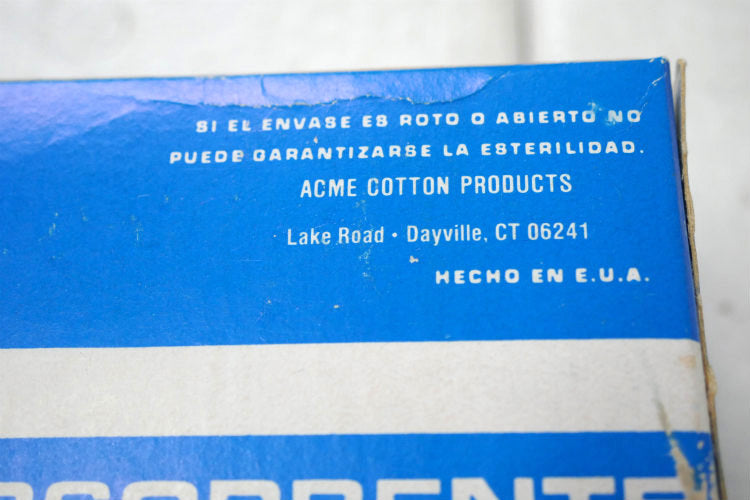 SI EL ENVASE ES ROTO O ABIERTO NO
PUEDE GARANTIZARSE LA ESTERILIDAD.
ACME COTTON PRODUCTS
Lake Road • Dayville, CT 06241
HECHO EN E.U.A.